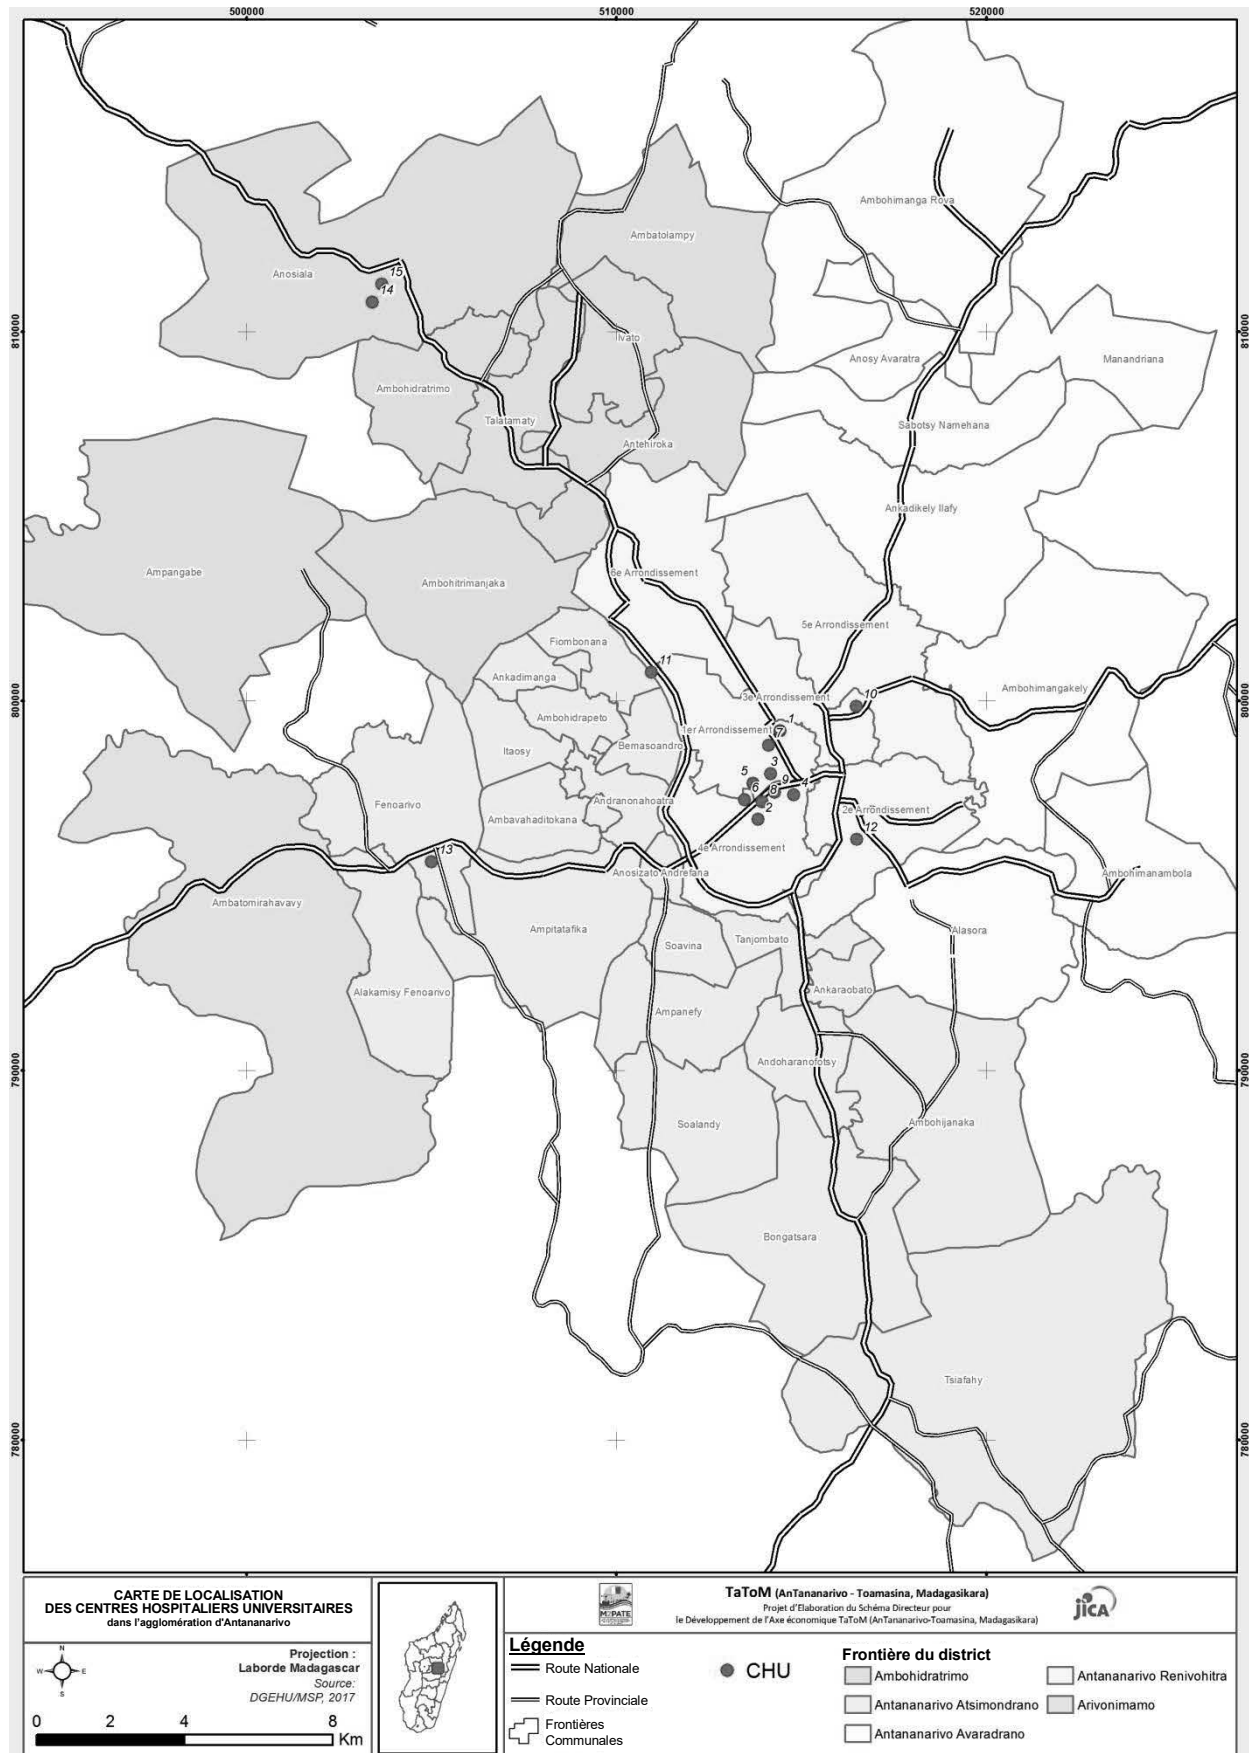 500000
510000
520000
Ambohimanga Rova
Ambatolampy
Anosiala
15
14
810000
810000
Ilvato
Anosy Avaratra
Manandriana
Ambohidratrimo
Talatamaty
Sabotsy Namehana
Antehiroka
Ankadikely Ilafy
Ampangabe
6e Arrondissement
Ambohitrimanjaka
5e Arrondissement
Fiombonana
11
Ankadimanga
Ambohimangakely
800000
800000
3e Arrondissement
10
Ambohidrapeto
1
1er Arrondissement
7
Itaosy
Bemasoandro
3
5
9
4
6
8
Andranonahoatra
2
Fenoarivo
2e Arrondissement
Ambavahaditokana
12
4e Arrondissement
13
Anosizato Andrefana
Ambohimanambola
Ambatomirahavavy
Ampitatafika
Alasora
Soavina
Tanjombato
Alakamisy Fenoarivo
Ankaraobato
Ampanefy
Andoharanofotsy
790000
790000
Soalandy
Ambohijanaka
Bongatsara
Tsiafahy
780000
780000
CARTE DE LOCALISATION
DES CENTRES HOSPITALIERS UNIVERSITAIRES
dans l'agglomération d'Antananarivo
N
W
E
S
Projection :
Laborde Madagascar
Source:
DGEHU/MSP, 2017
0 2 4 8
Km
M2PATE
TaToM (AnTananarivo - Toamasina, Madagasikara)
Projet d'Elaboration du Schéma Directeur pour
le Développement de l'Axe économique TaToM (AnTananarivo-Toamasina, Madagasikara)
jICA
Légende
Route Nationale
Route Provinciale
Frontières
Communales
CHU
Frontière du district
Ambohidratrimo
Antananarivo Renivohitra
Antananarivo Atsimondrano
Arivonimamo
Antananarivo Avaradrano